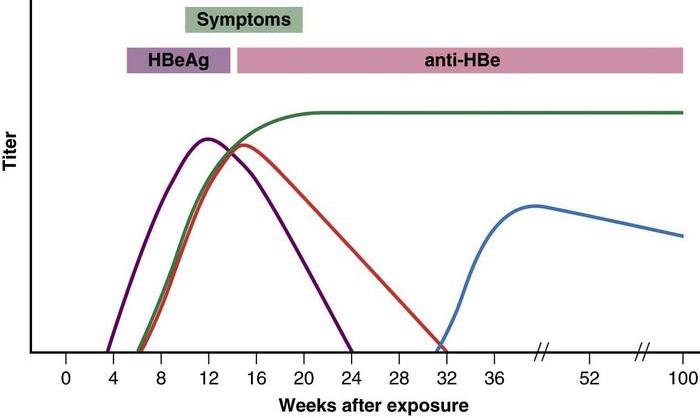 Symptoms
HBeAg anti-HBe
Titer
0 4 8 12 16 20 24 28 32 36 52 100
Weeks after exposure